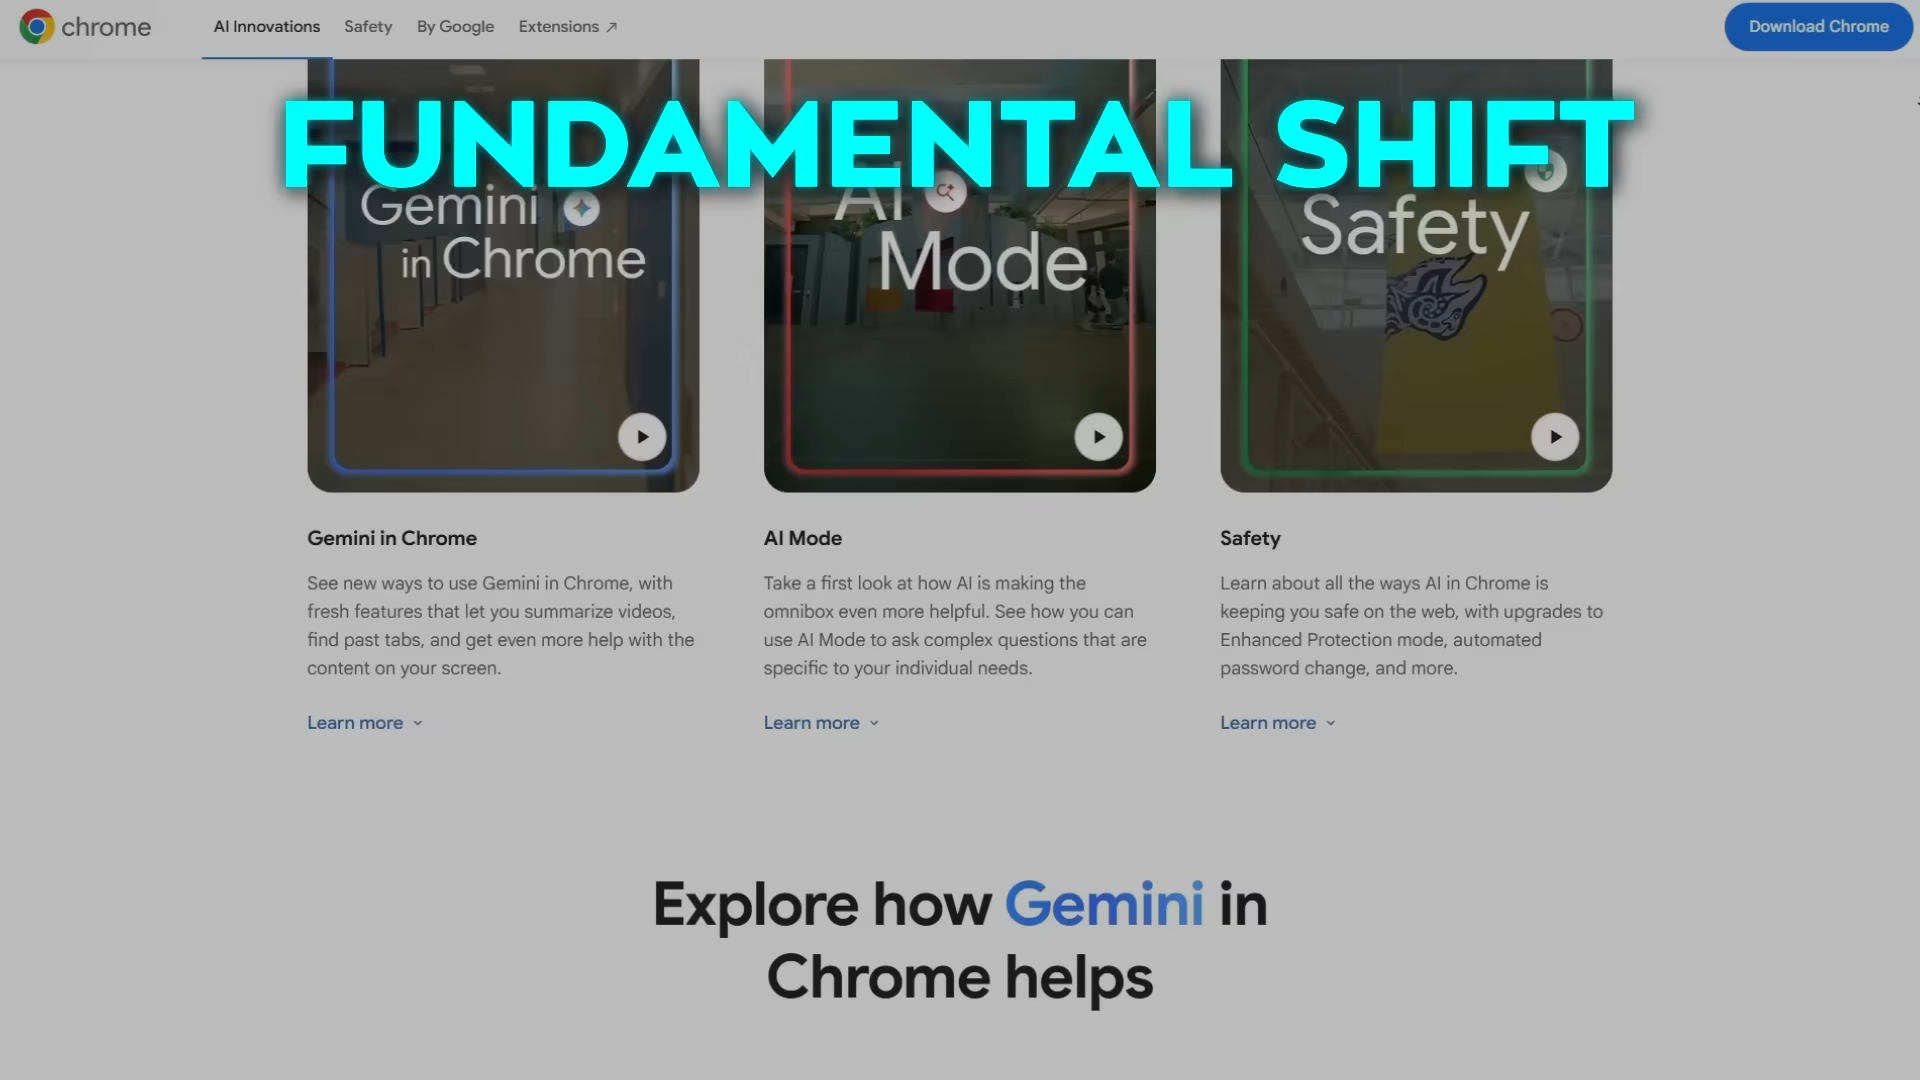 chrome
AI Innovations
Safety
By Google
Extensions
Download Chrome
FUNDAMENTAL SHIFT
Gemini
in Chrome
AI
Mode
Safety
Gemini in Chrome
See new ways to use Gemini in Chrome, with
fresh features that let you summarize videos,
find past tabs, and get even more help with the
content on your screen.
Learn more
AI Mode
Take a first look at how AI is making the
omnibox even more helpful. See how you can
use AI Mode to ask complex questions that are
specific to your individual needs.
Learn more
Safety
Learn about all the ways AI in Chrome is
keeping you safe on the web, with upgrades to
Enhanced Protection mode, automated
password change, and more.
Learn more
Explore how Gemini in
Chrome helps